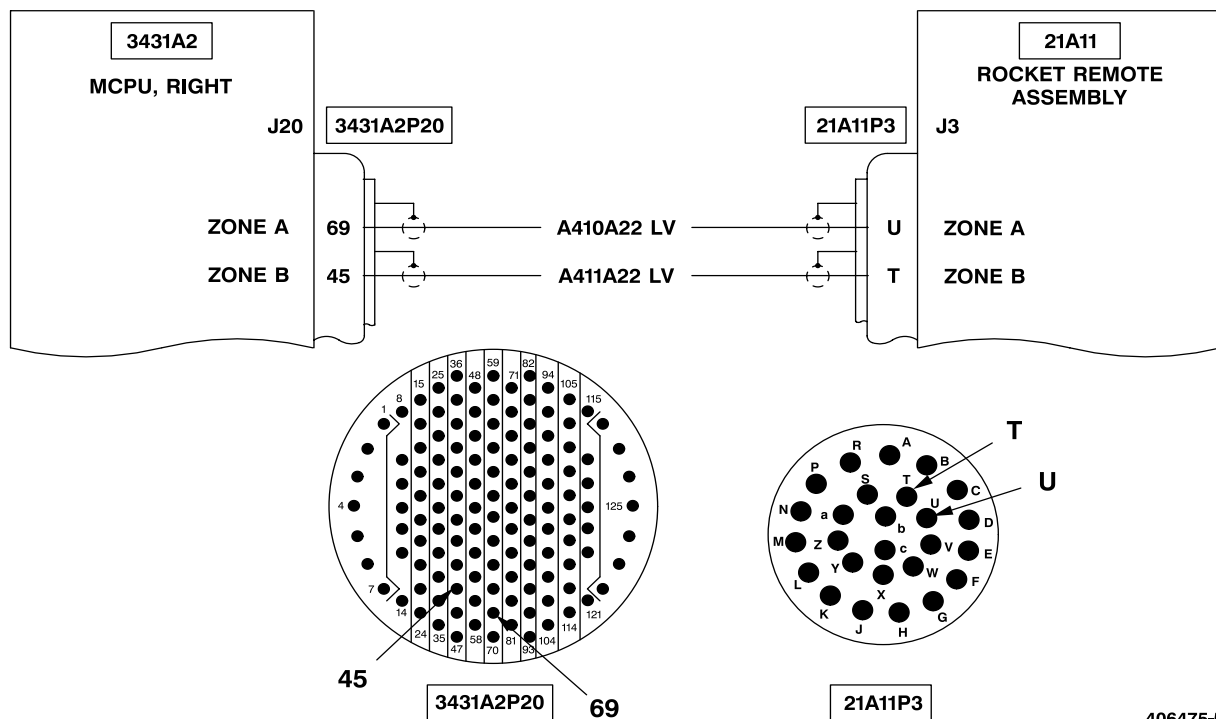 3431A2
MCPU, RIGHT
J20
3431A2P20
21A11P3
J3
21A11
ROCKET REMOTE
ASSEMBLY
ZONE A 69 A410A22 LV U ZONE A
ZONE B 45 A411A22 LV T ZONE B
1 8 15 25 36 48 59 71 82 94 105 115
4 125
7 14 24 35 47 58 70 81 93 104 114 121
45
69
3431A2P20
A B C D E F G H J K L M N P R
S T U V W X Y Z a b c
T
U
21A11P3